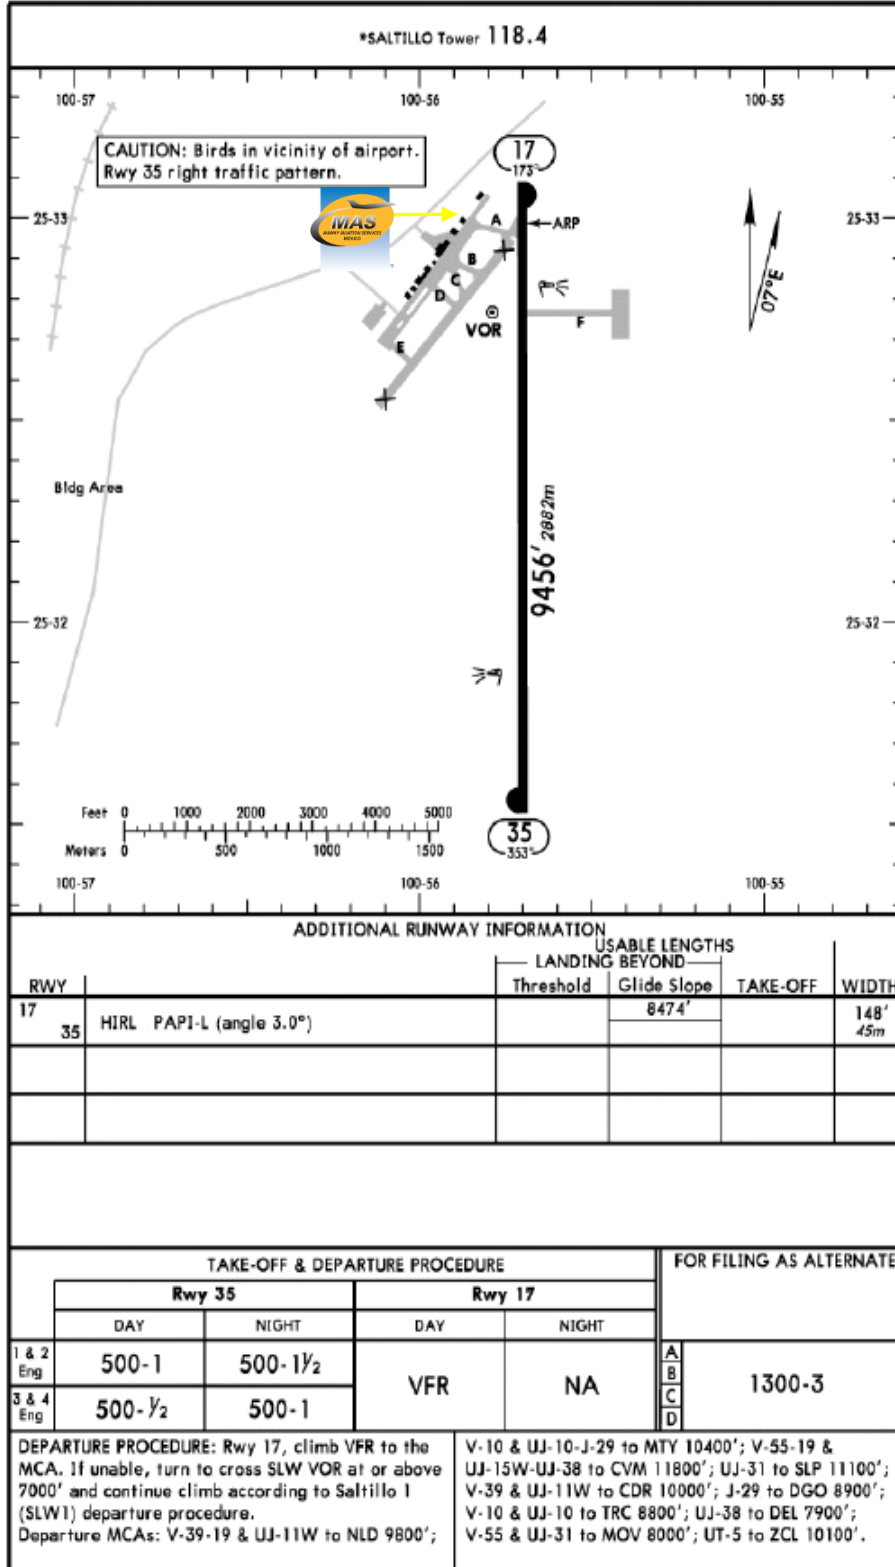 *SALTILLO Tower 118.4
100-57 100-56 100-55
CAUTION: Birds in vicinity of airport.
Rwy 35 right traffic pattern.
17
173°
MAS
HAWKY AVIATION SERVICES
MEXICO
25-33 25-33
A
ARP
B
C
D
E
VOR
F
07°E
Bldg Area
9456' 2882m
25-32 25-32
Feet 0 1000 2000 3000 4000 5000
Meters 0 500 1000 1500
35
353°
100-57 100-56 100-55
ADDITIONAL RUNWAY INFORMATION
USABLE LENGTHS
LANDING BEYOND
RWY Threshold Glide Slope TAKE-OFF WIDTH
17 8474' 148'
35 HIRL PAPI-L (angle 3.0°) 45m
TAKE-OFF & DEPARTURE PROCEDURE FOR FILING AS ALTERNATE
Rwy 35 Rwy 17
DAY NIGHT DAY NIGHT
1 & 2 Eng 500-1 500-1½ VFR NA
3 & 4 Eng 500-½ 500-1
A
B
C
D
1300-3
DEPARTURE PROCEDURE: Rwy 17, climb VFR to the
MCA. If unable, turn to cross SLW VOR at or above
7000' and continue climb according to Saltillo 1
(SLW1) departure procedure.
Departure MCAs: V-39-19 & UJ-11W to NLD 9800';
V-10 & UJ-10-J-29 to MTY 10400'; V-55-19 &
UJ-15W-UJ-38 to CVM 11800'; UJ-31 to SLP 11100';
V-39 & UJ-11W to CDR 10000'; J-29 to DGO 8900';
V-10 & UJ-10 to TRC 8800'; UJ-38 to DEL 7900';
V-55 & UJ-31 to MOV 8000'; UT-5 to ZCL 10100'.